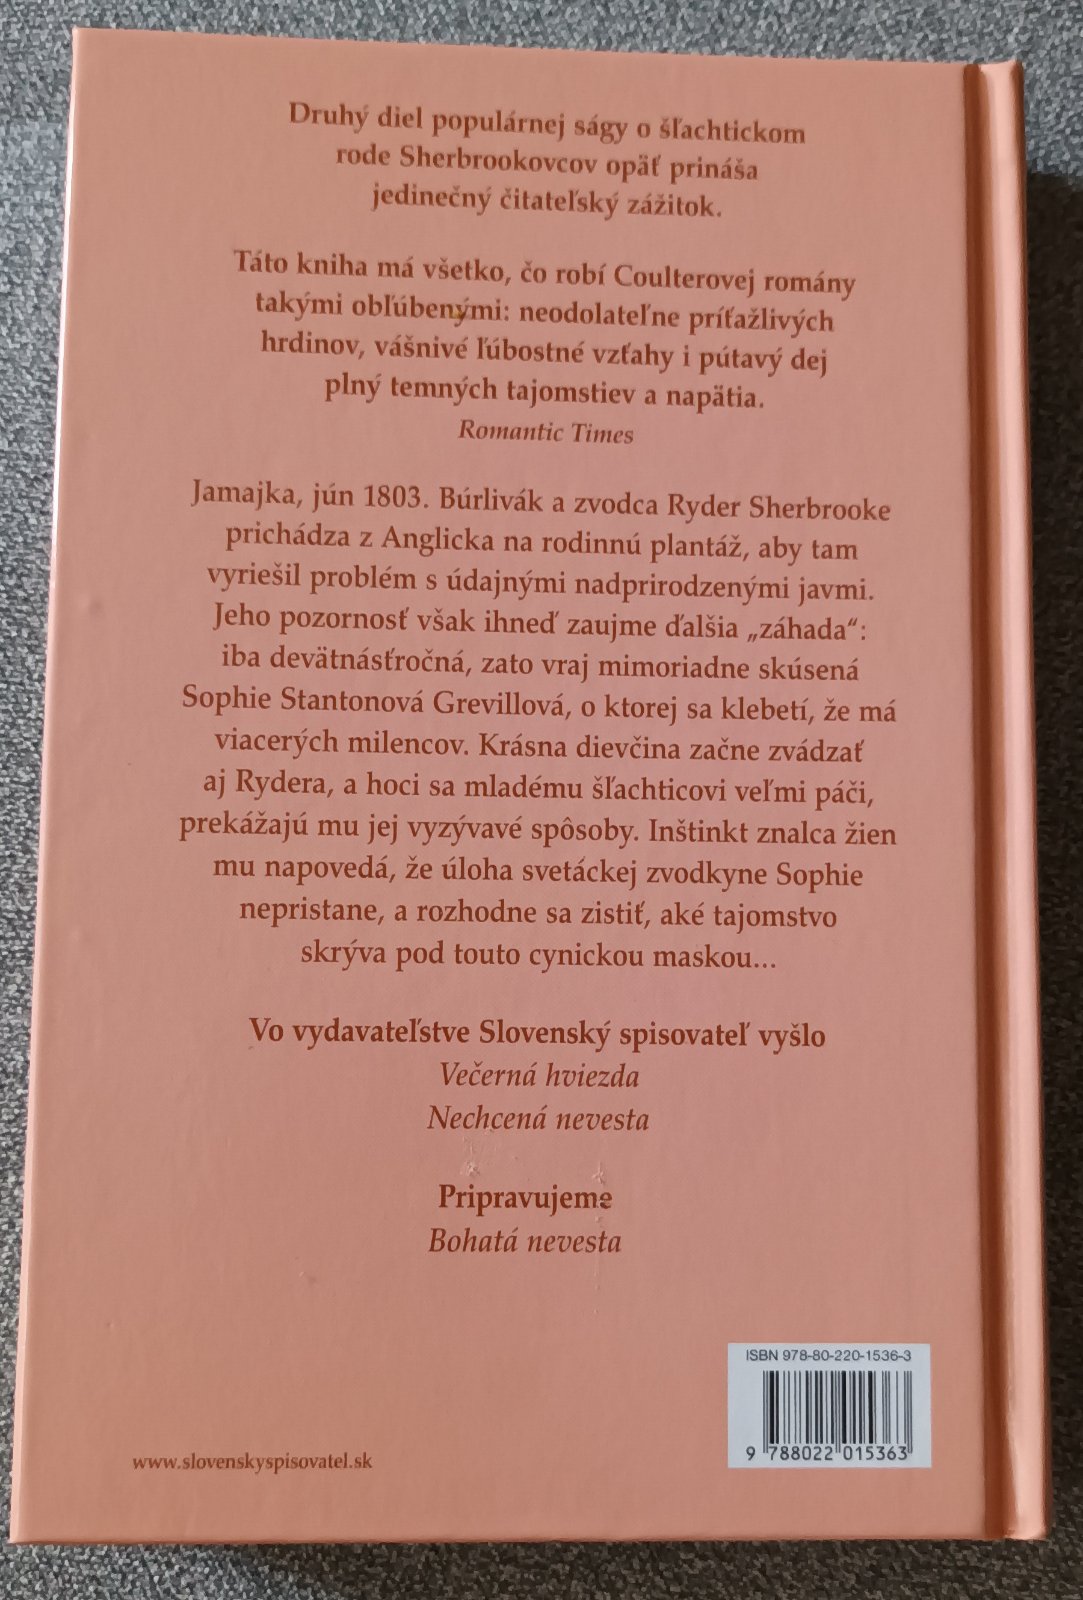 Druhý diel populárnej ságy o šľachtickom
rode Sherbrookovcov opäť prináša
jedinečný čitateľský zážitok.
Táto kniha má všetko, čo robí Coulterovej romány
takými obľúbenými: neodolateľne príťažlivých
hrdinov, vášnivé ľúbostné vzťahy i pútavý dej
plný temných tajomstiev a napätia.
Romantic Times
Jamajka, jún 1803. Búrlivák a zvodca Ryder Sherbrooke
prichádza z Anglicka na rodinnú plantáž, aby tam
vyriešil problém s údajnými nadprirodzenými javmi.
Jeho pozornosť však ihneď zaujme ďalšia „záhada“:
iba devätnásťročná, zato vraj mimoriadne skúsená
Sophie Stantonová Grevillová, o ktorej sa klebetí, že má
viacerých milencov. Krásna dievčina začne zvádzať
aj Rydera, a hoci sa mladému šľachticovi veľmi páči,
prekážajú mu jej vyzývavé spôsoby. Inštinkt znalca žien
mu napovedá, že úloha svetáckej zvodkyne Sophie
nepristane, a rozhodne sa zistiť, aké tajomstvo
skrýva pod touto cynickou maskou...
Vo vydavateľstve Slovenský spisovateľ vyšlo
Večerná hviezda
Nechcená nevesta
Pripravujeme
Bohatá nevesta
ISBN 978-80-220-1536-3
9 788022 015363
www.slovenskyspisovatel.sk